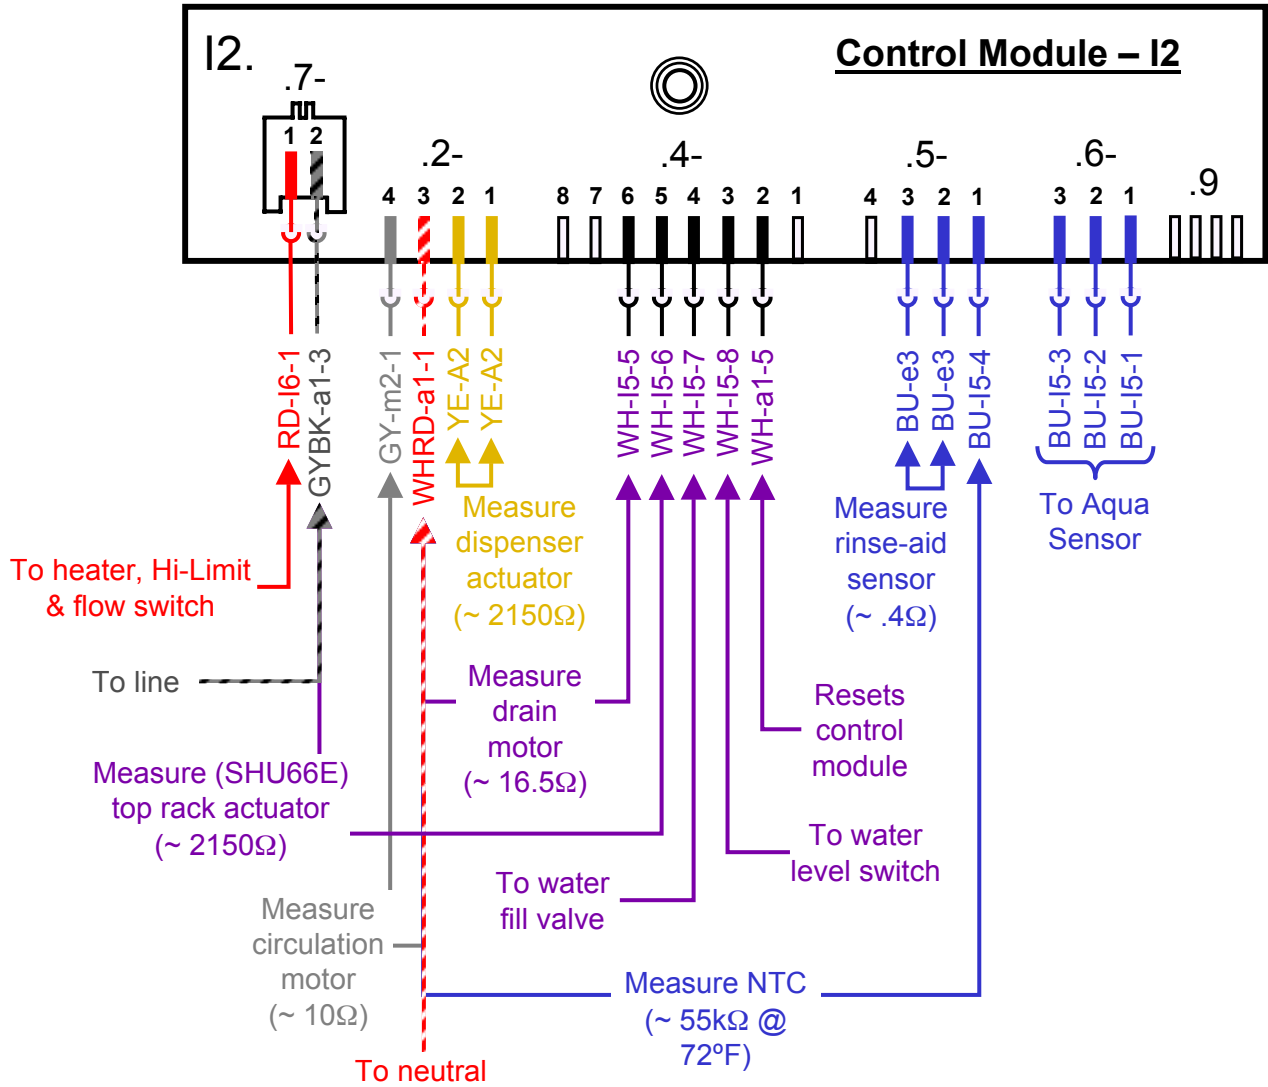 I2.
Control Module – I2
.7-
1 2
.2-
4 3 2 1
.4-
8 7 6 5 4 3 2 1
.5-
4 3 2 1
.6-
3 2 1
.9
RD-I6-1
GYBK-a1-3
GY-m2-1
WHRD-a1-1
YE-A2
YE-A2
WH-I5-5
WH-I5-6
WH-I5-7
WH-I5-8
WH-a1-5
BU-e3
BU-e3
BU-I5-4
BU-I5-3
BU-I5-2
BU-I5-1
To heater, Hi-Limit
& flow switch
To line
Measure
dispenser
actuator
(~ 2150Ω)
Measure
rinse-aid
sensor
(~ .4Ω)
To Aqua
Sensor
Measure
drain
motor
(~ 16.5Ω)
Resets
control
module
Measure (SHU66E)
top rack actuator
(~ 2150Ω)
To water
level switch
To water
fill valve
Measure
circulation
motor
(~ 10Ω)
Measure NTC
(~ 55kΩ @
72ºF)
To neutral